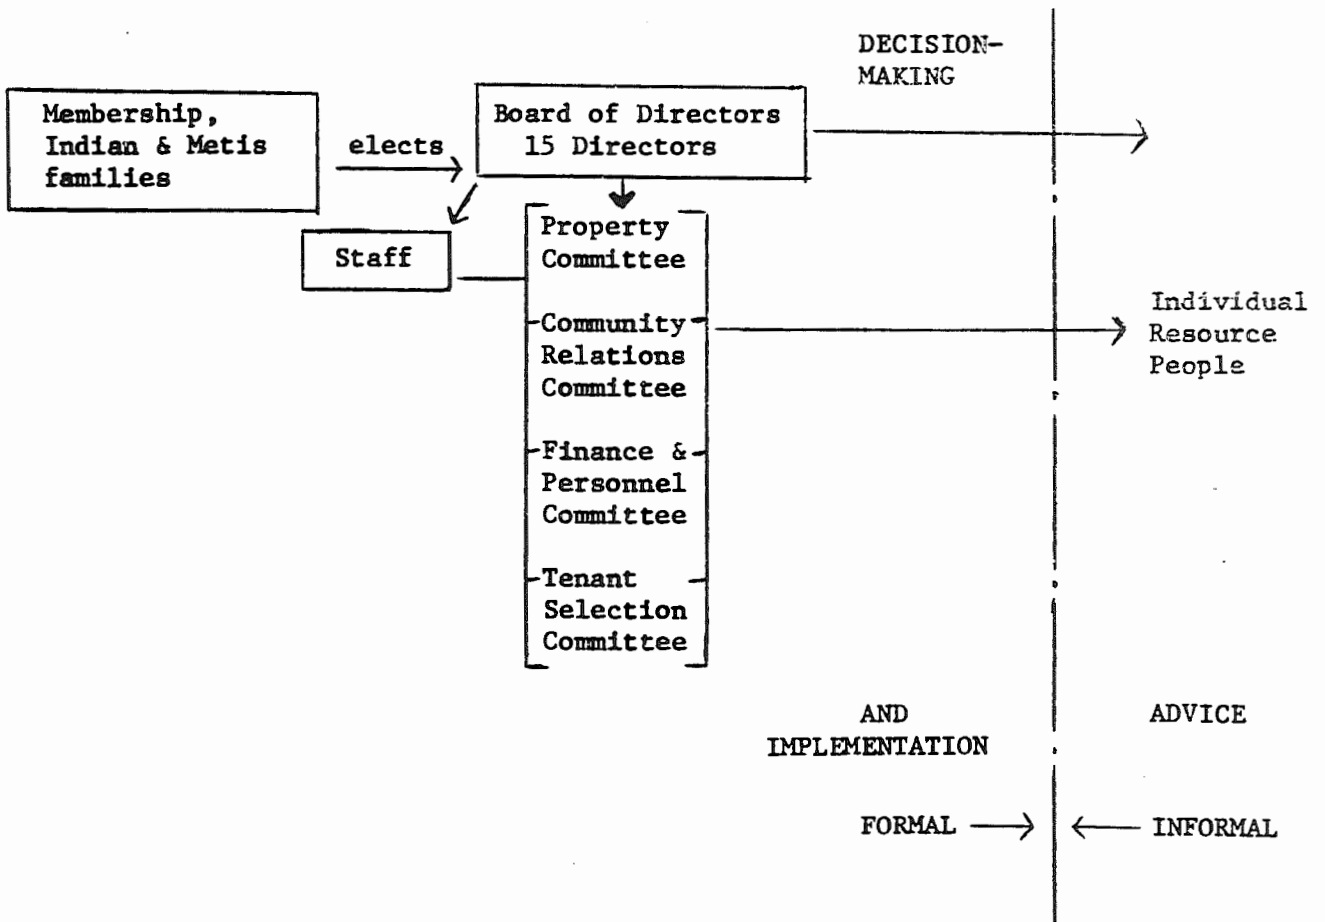 DECISION-
MAKING
Membership,
Indian & Metis
families
elects
Board of Directors
15 Directors
Staff
Property
Committee
Community
Relations
Committee
Finance &
Personnel
Committee
Tenant
Selection
Committee
Individual
Resource
People
AND
IMPLEMENTATION
ADVICE
FORMAL
INFORMAL